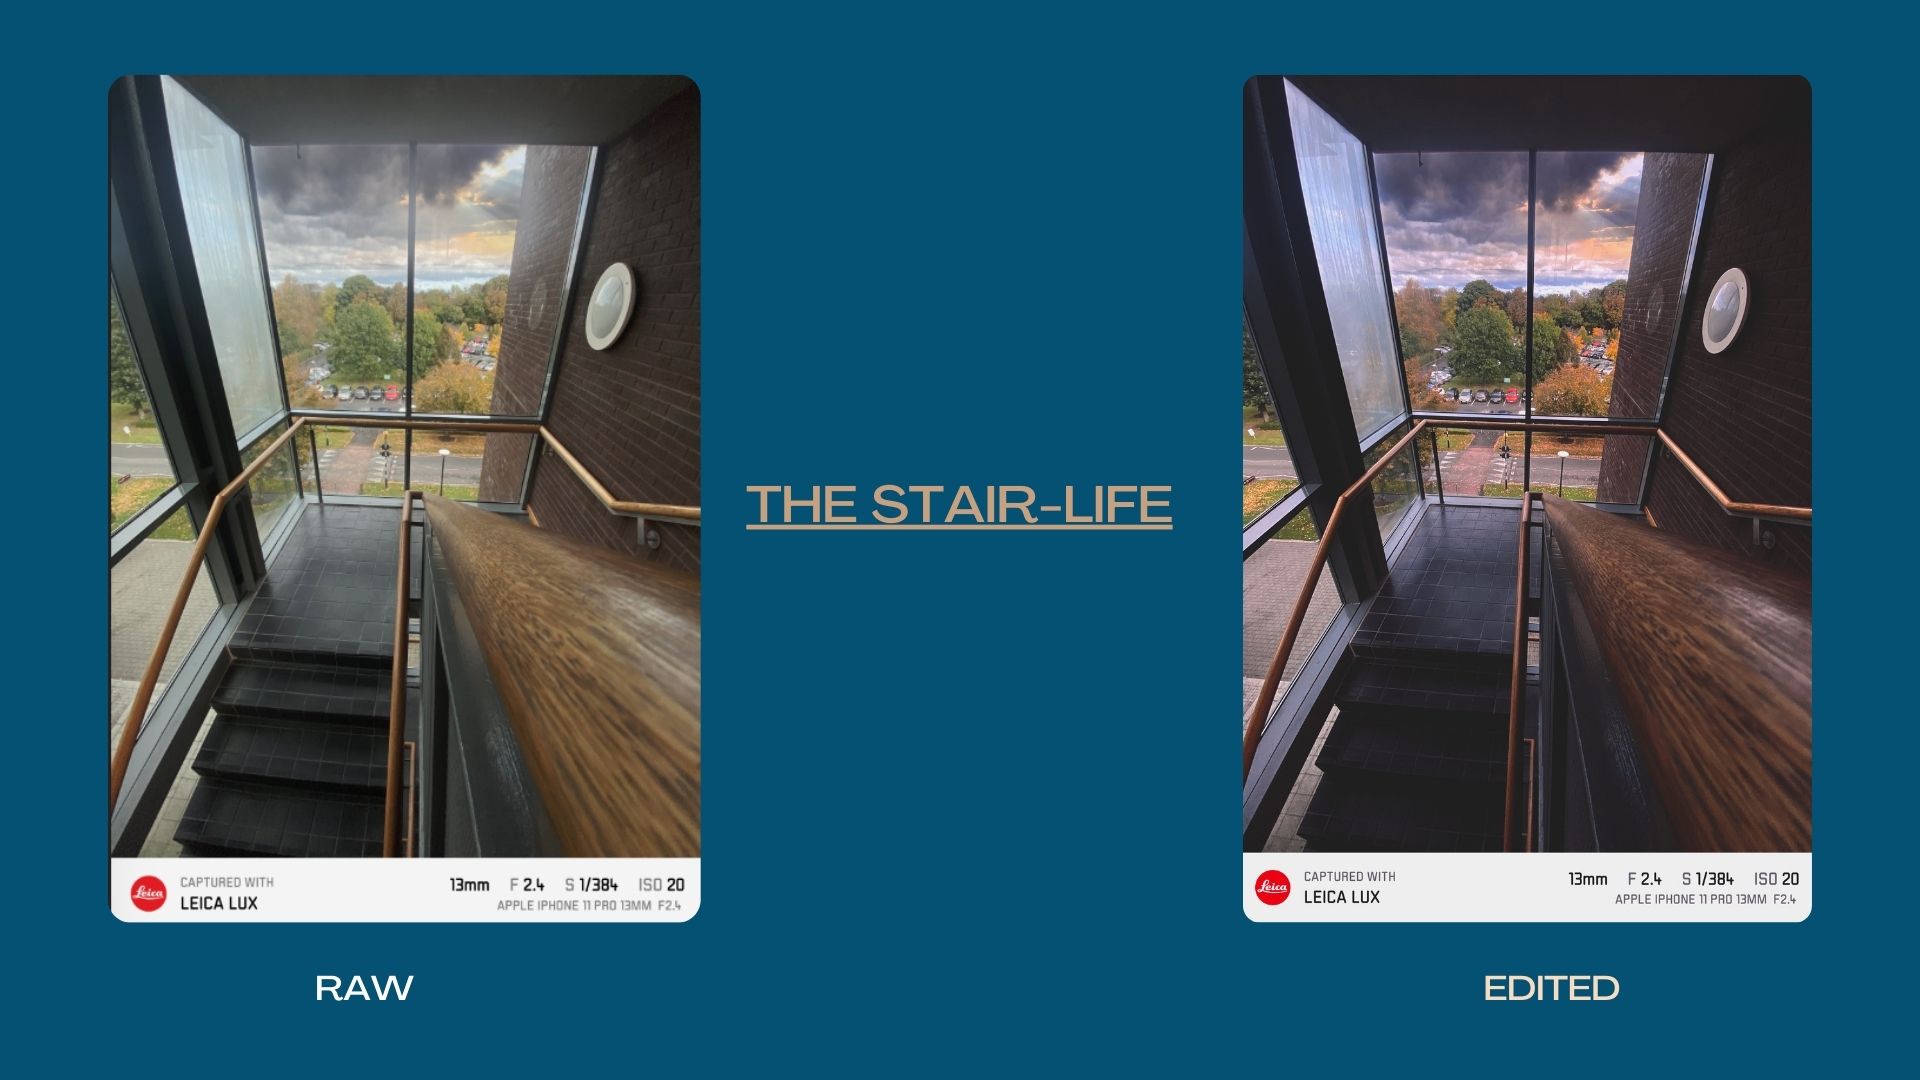 THE STAIR-LIFE
Leica
CAPTURED WITH
LEICA LUX
13mm F 2.4 S 1/384 ISO 20
APPLE IPHONE 11 PRO 13MM F2.4
RAW
Leica
CAPTURED WITH
LEICA LUX
13mm F 2.4 S 1/384 ISO 20
APPLE IPHONE 11 PRO 13MM F2.4
EDITED